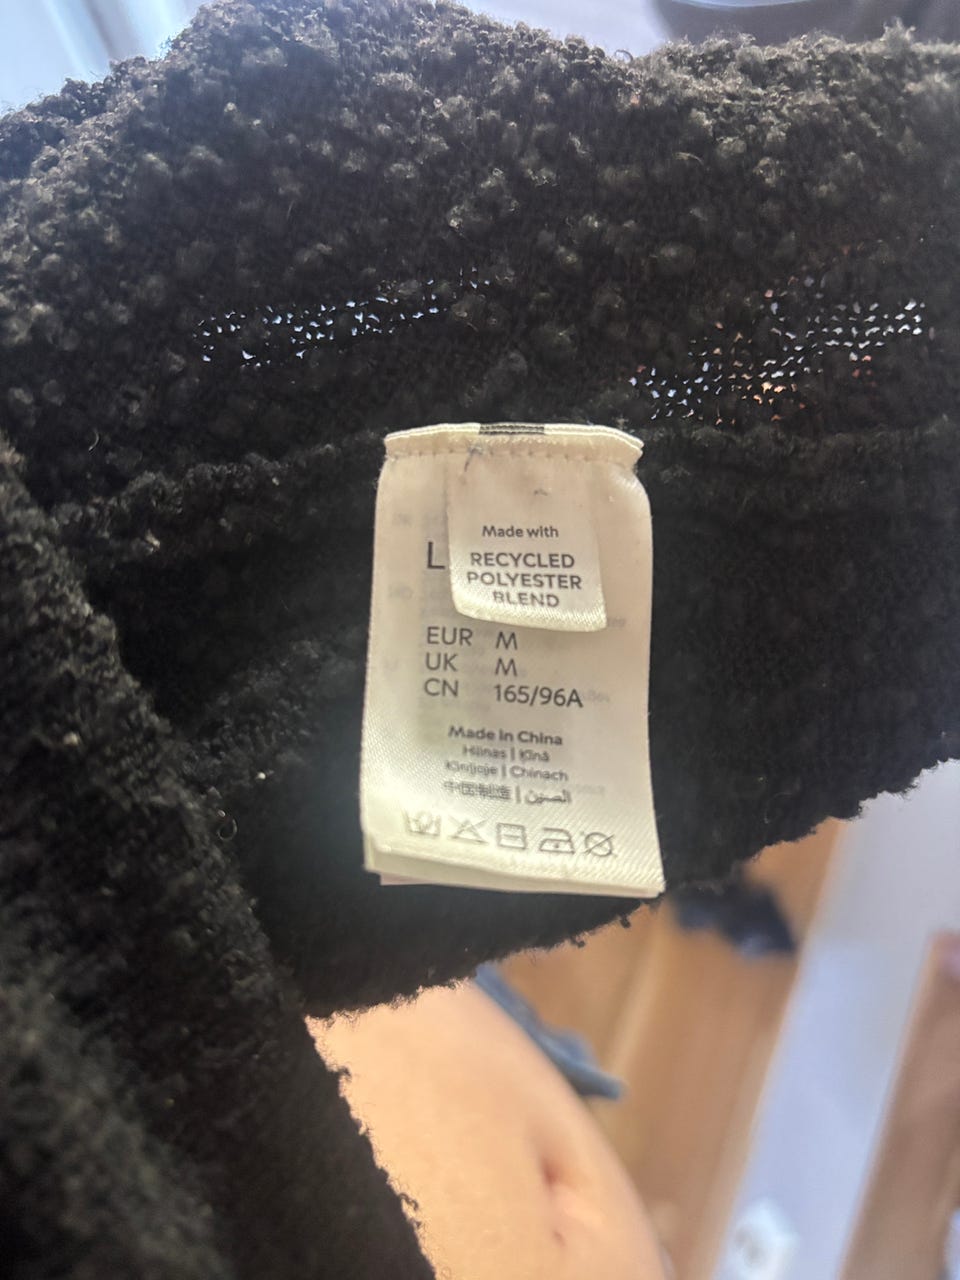 Made with
RECYCLED
POLYESTER
BLEND
L
EUR M
UK M
CN 165/96A
Made in China
Hiinas | Ķīnā
Kinijoje | Chinach
中国制造 | الصين